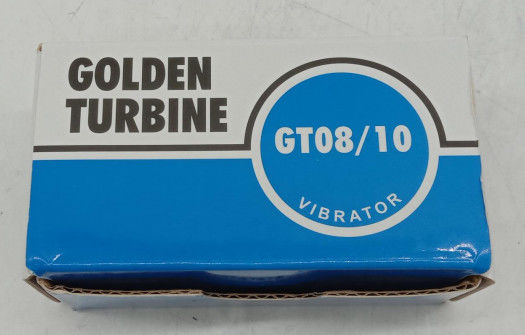 GOLDEN
TURBINE
GT08/10
VIBRATOR